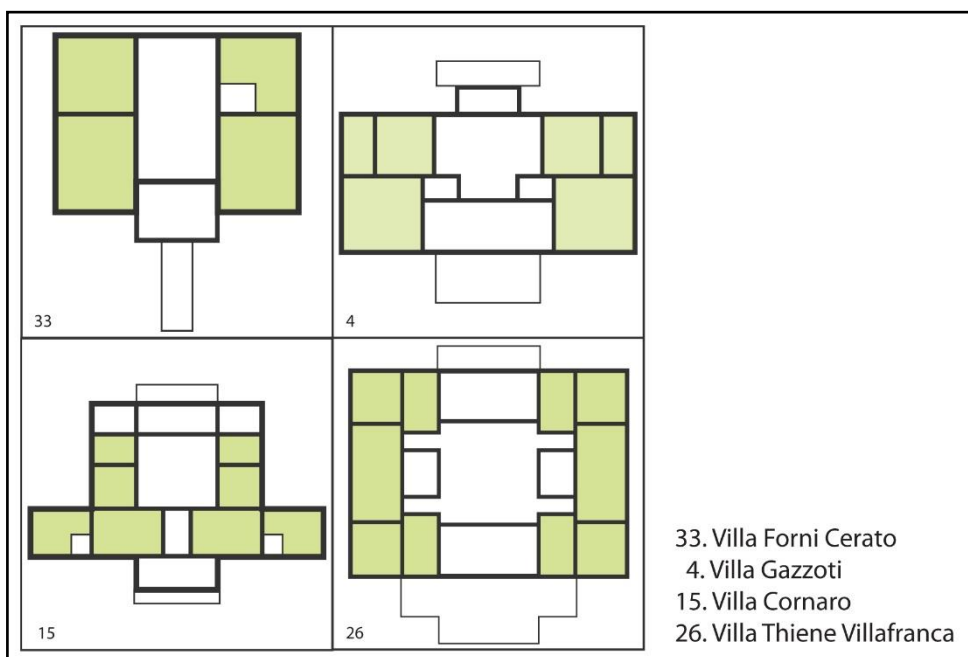 33
4
15
26
33. Villa Forni Cerato
4. Villa Gazzoti
15. Villa Cornaro
26. Villa Thiene Villafranca